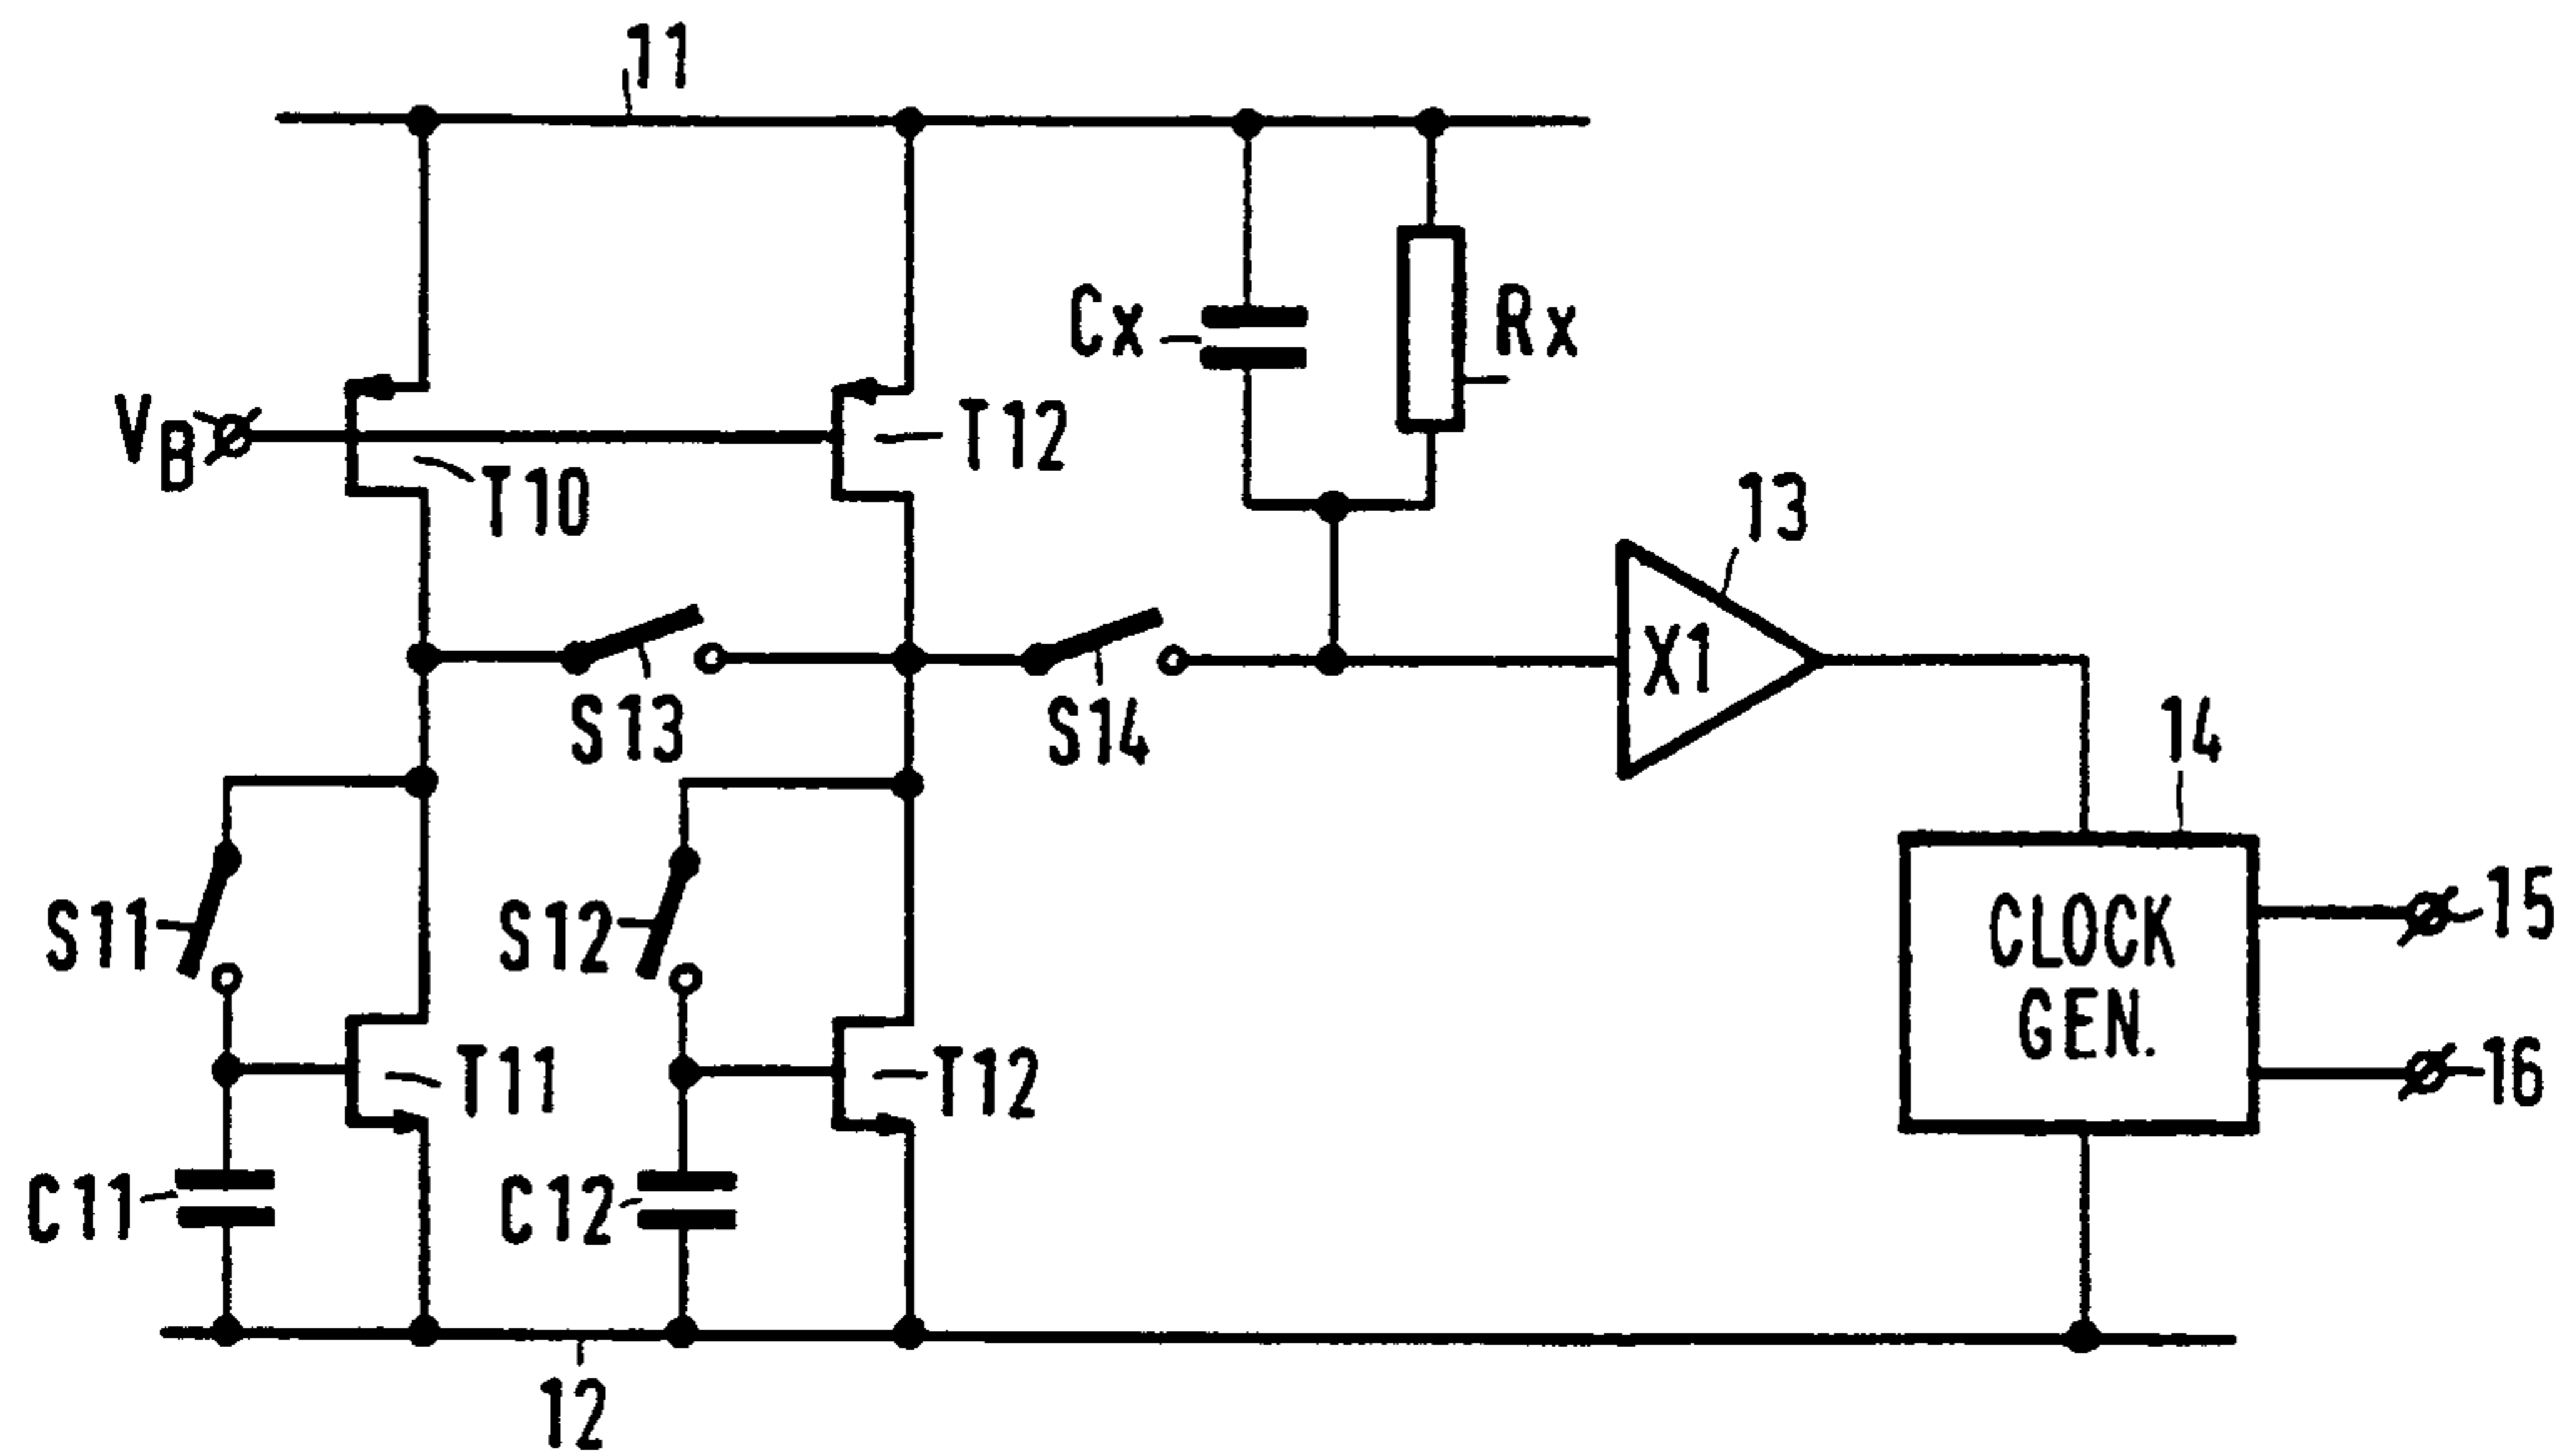 11
Cx
Rx
VB
T12
T10
13
X1
S13
S14
14
S11
S12
CLOCK
GEN.
15
T11
T12
16
C11
C12
12